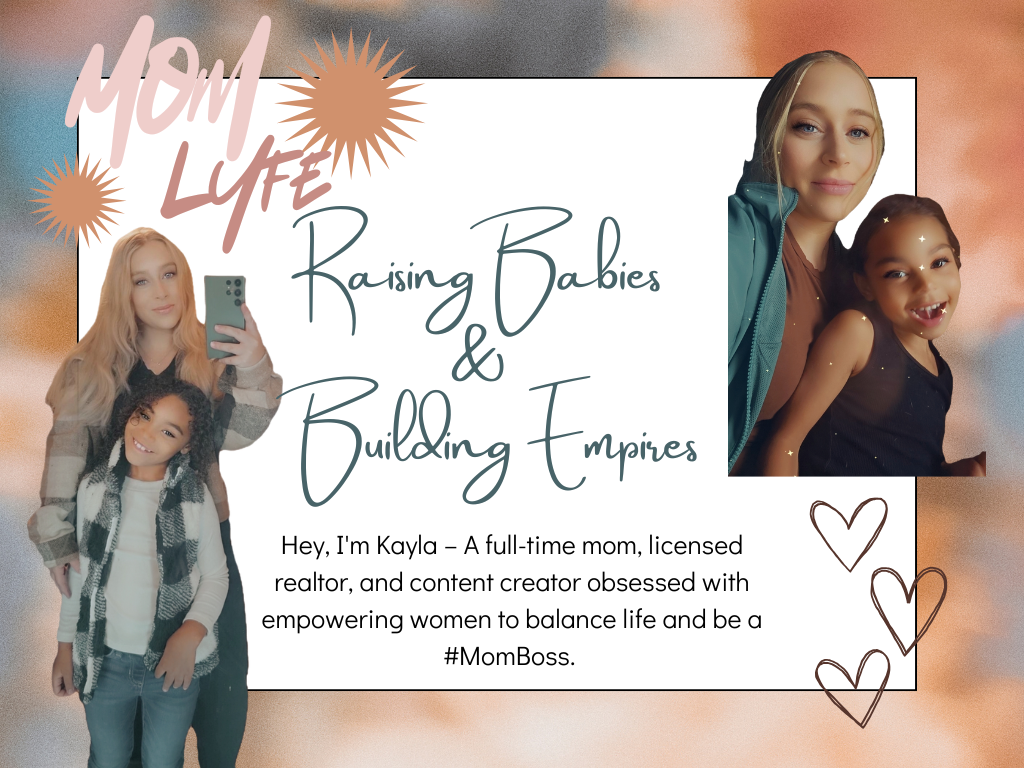 MOM
LYFE
Raising Babies
&
Building Empires
Hey, I'm Kayla – A full-time mom, licensed
realtor, and content creator obsessed with
empowering women to balance life and be a
#MomBoss.